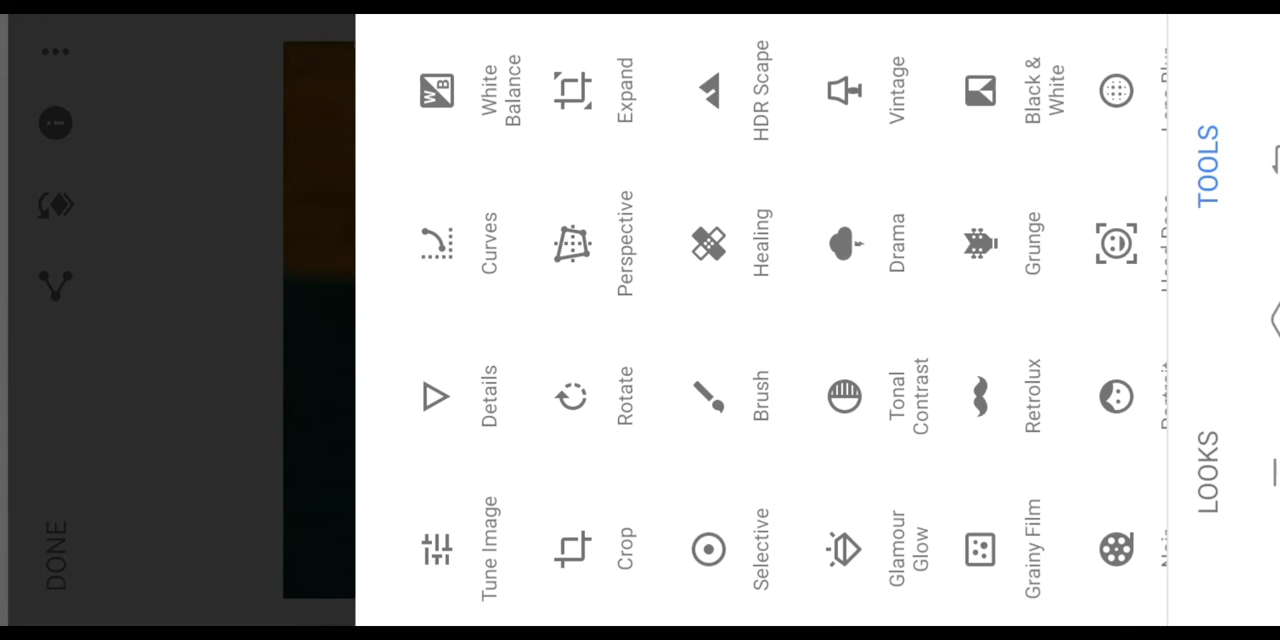 DONE
Tune Image
Details
Curves
White
Balance
Crop
Rotate
Perspective
Expand
Selective
Brush
Healing
HDR Scape
Glamour
Glow
Tonal
Contrast
Drama
Vintage
Grainy Film
Retrolux
Grunge
Black &
White
LOOKS
TOOLS